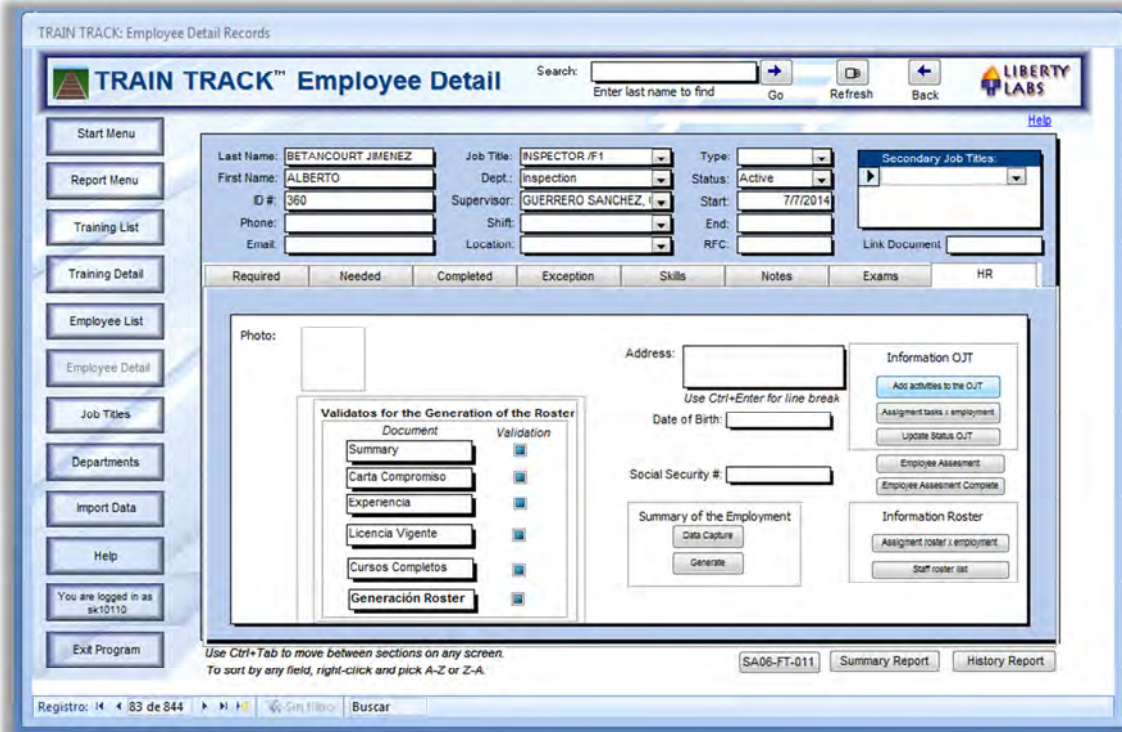 TRAIN TRACK: Employee Detail Records
TRAIN TRACK™ Employee Detail
Search:
Enter last name to find
Go
Refresh
Back
LIBERTY
LABS
Help
Start Menu
Report Menu
Training List
Training Detail
Employee List
Employee Detail
Job Titles
Departments
Import Data
Help
You are logged in as
sk10110
Exit Program
Last Name: BETANCOURT JIMENEZ Job Title: INSPECTOR /F1 Type: Secondary Job Titles:
First Name: ALBERTO Dept.: Inspection Status: Active
ID #: 360 Supervisor: GUERRERO SANCHEZ, Start: 7/7/2014
Phone: Shift: End:
Email: Location: RFC: Link Document
Required Needed Completed Exception Skills Notes Exams HR
Photo:
Validatos for the Generation of the Roster
Document Validation
Summary
Carta Compromiso
Experiencia
Licencia Vigente
Cursos Completos
Generación Roster
Address:
Use Ctrl+Enter for line break
Date of Birth:
Social Security #:
Summary of the Employment
Data Capture
Generate
Information OJT
Add activities to the OJT
Assigment tasks x employment
Update Status OJT
Employee Assesment
Employee Assesment Complete
Information Roster
Assigment roster x employment
Staff roster list
Use Ctrl+Tab to move between sections on any screen.
To sort by any field, right-click and pick A-Z or Z-A.
SA06-FT-011 Summary Report History Report
Registro: 83 de 844 Sin filtro Buscar